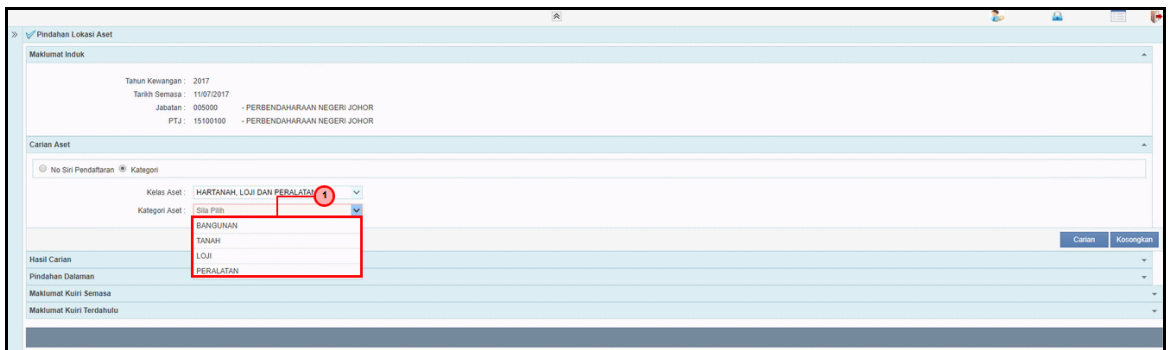 Pindahan Lokasi Aset
Maklumat Induk
Tahun Kewangan : 2017
Tarikh Semasa : 11/07/2017
Jabatan : 005000 - PERBENDAHARAAN NEGERI JOHOR
PTJ : 15100100 - PERBENDAHARAAN NEGERI JOHOR
Carian Aset
No Siri Pendaftaran Kategori
Kelas Aset : HARTANAH, LOJI DAN PERALATAN
1
Kategori Aset : Sila Pilih
BANGUNAN
TANAH
LOJI
PERALATAN
Carian Kosongkan
Hasil Carian
Pindahan Dalaman
Maklumat Kuiri Semasa
Maklumat Kuiri Terdahulu